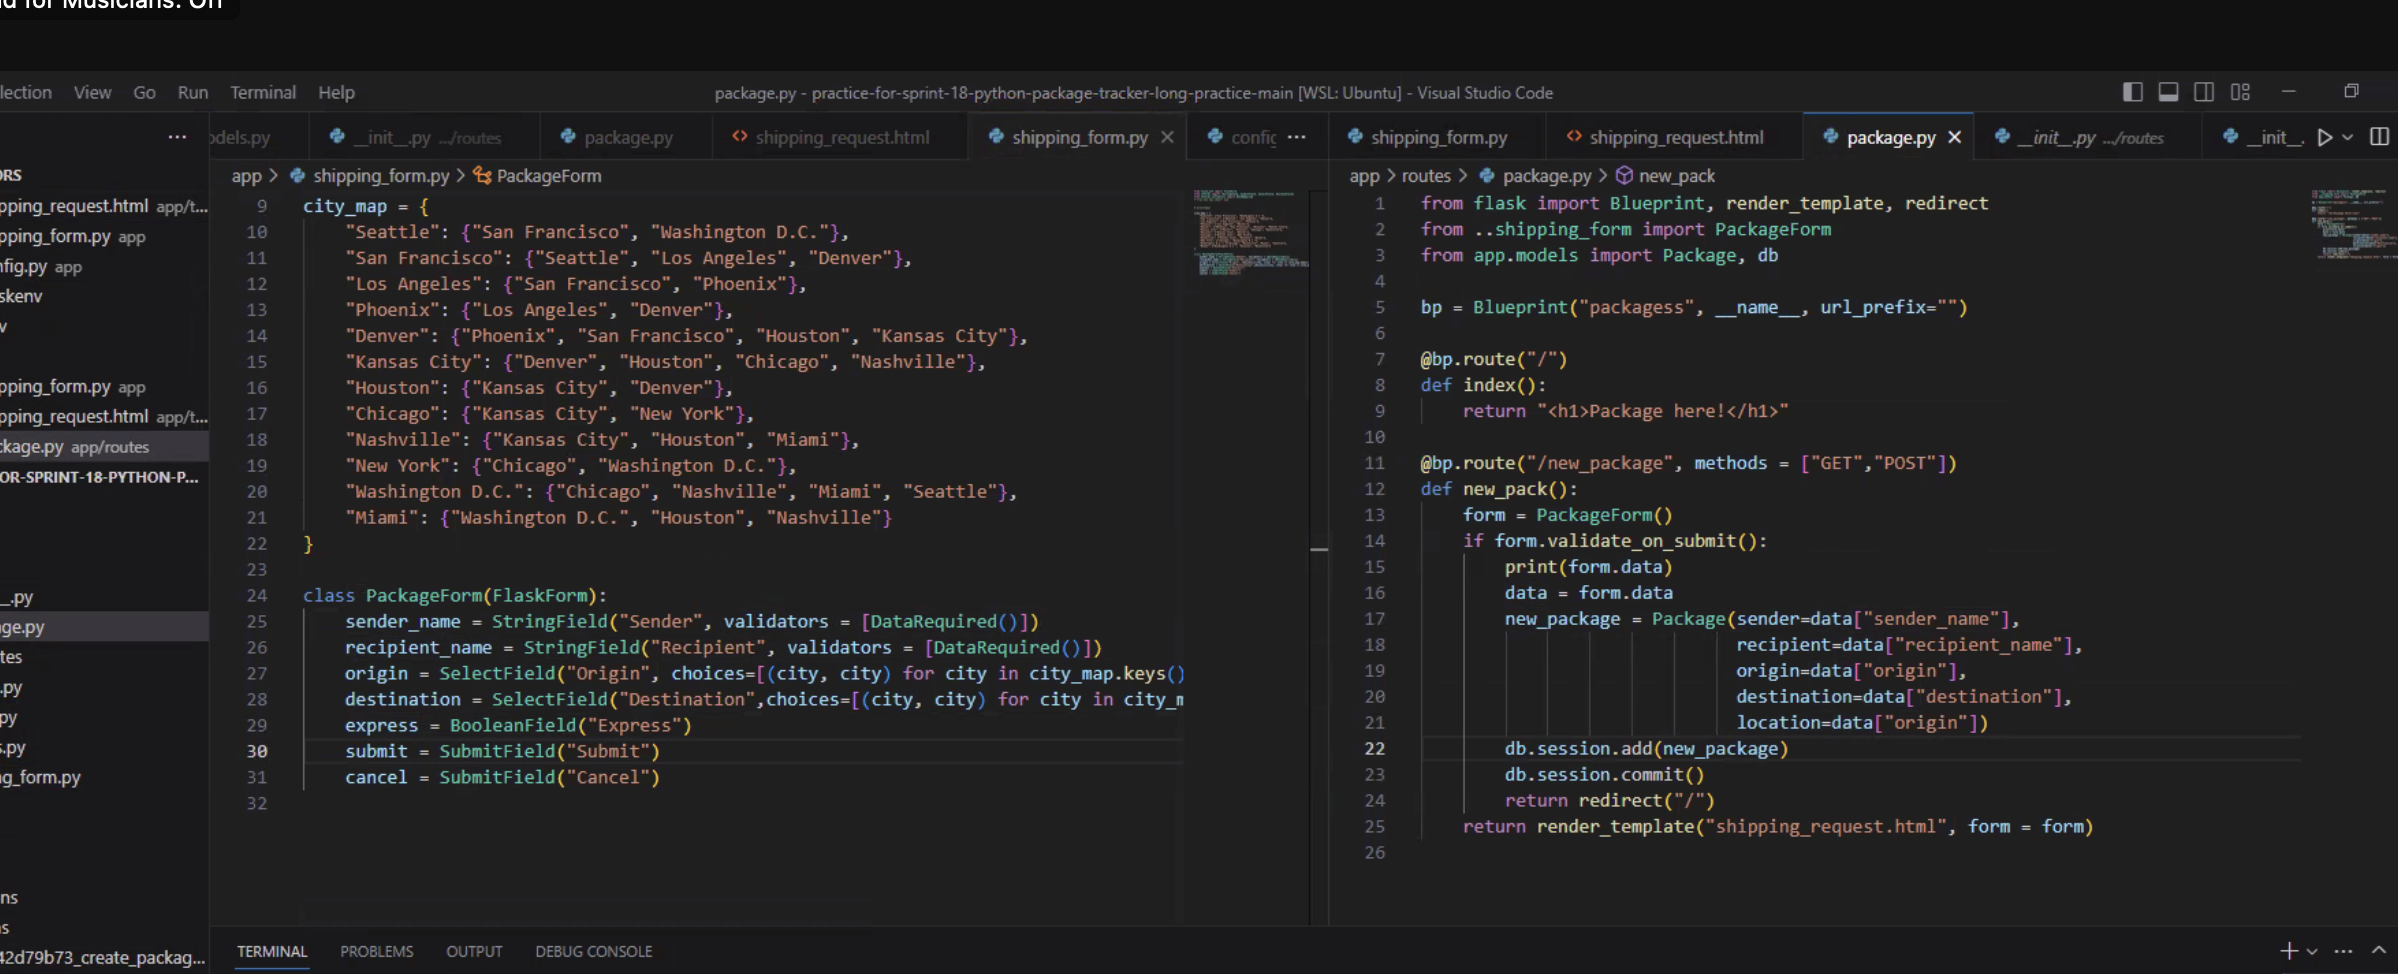 d for Musicians: Off
lection View Go Run Terminal Help
package.py - practice-for-sprint-18-python-package-tracker-long-practice-main [WSL: Ubuntu] - Visual Studio Code
ORS
pping_request.html app/t...
pping_form.py app
nfig.py app
skenv
v
pping_form.py app
pping_request.html app/t...
ckage.py app/routes
OR-SPRINT-18-PYTHON-P...
_.py
ge.py
tes
.py
py
s.py
g_form.py
ns
s
42d79b73_create_packag...
odels.py __init__.py .../routes package.py shipping_request.html shipping_form.py config
app > shipping_form.py > PackageForm
9 city_map = {
10 "Seattle": {"San Francisco", "Washington D.C."},
11 "San Francisco": {"Seattle", "Los Angeles", "Denver"},
12 "Los Angeles": {"San Francisco", "Phoenix"},
13 "Phoenix": {"Los Angeles", "Denver"},
14 "Denver": {"Phoenix", "San Francisco", "Houston", "Kansas City"},
15 "Kansas City": {"Denver", "Houston", "Chicago", "Nashville"},
16 "Houston": {"Kansas City", "Denver"},
17 "Chicago": {"Kansas City", "New York"},
18 "Nashville": {"Kansas City", "Houston", "Miami"},
19 "New York": {"Chicago", "Washington D.C."},
20 "Washington D.C.": {"Chicago", "Nashville", "Miami", "Seattle"},
21 "Miami": {"Washington D.C.", "Houston", "Nashville"}
22 }
23
24 class PackageForm(FlaskForm):
25 sender_name = StringField("Sender", validators = [DataRequired()])
26 recipient_name = StringField("Recipient", validators = [DataRequired()])
27 origin = SelectField("Origin", choices=[(city, city) for city in city_map.keys()
28 destination = SelectField("Destination",choices=[(city, city) for city in city_m
29 express = BooleanField("Express")
30 submit = SubmitField("Submit")
31 cancel = SubmitField("Cancel")
32
shipping_form.py shipping_request.html package.py __init__.py .../routes __init__.
app > routes > package.py > new_pack
1 from flask import Blueprint, render_template, redirect
2 from ..shipping_form import PackageForm
3 from app.models import Package, db
4
5 bp = Blueprint("packagess", __name__, url_prefix="")
6
7 @bp.route("/")
8 def index():
9 return "<h1>Package here!</h1>"
10
11 @bp.route("/new_package", methods = ["GET","POST"])
12 def new_pack():
13 form = PackageForm()
14 if form.validate_on_submit():
15 print(form.data)
16 data = form.data
17 new_package = Package(sender=data["sender_name"],
18 recipient=data["recipient_name"],
19 origin=data["origin"],
20 destination=data["destination"],
21 location=data["origin"])
22 db.session.add(new_package)
23 db.session.commit()
24 return redirect("/")
25 return render_template("shipping_request.html", form = form)
26
TERMINAL PROBLEMS OUTPUT DEBUG CONSOLE